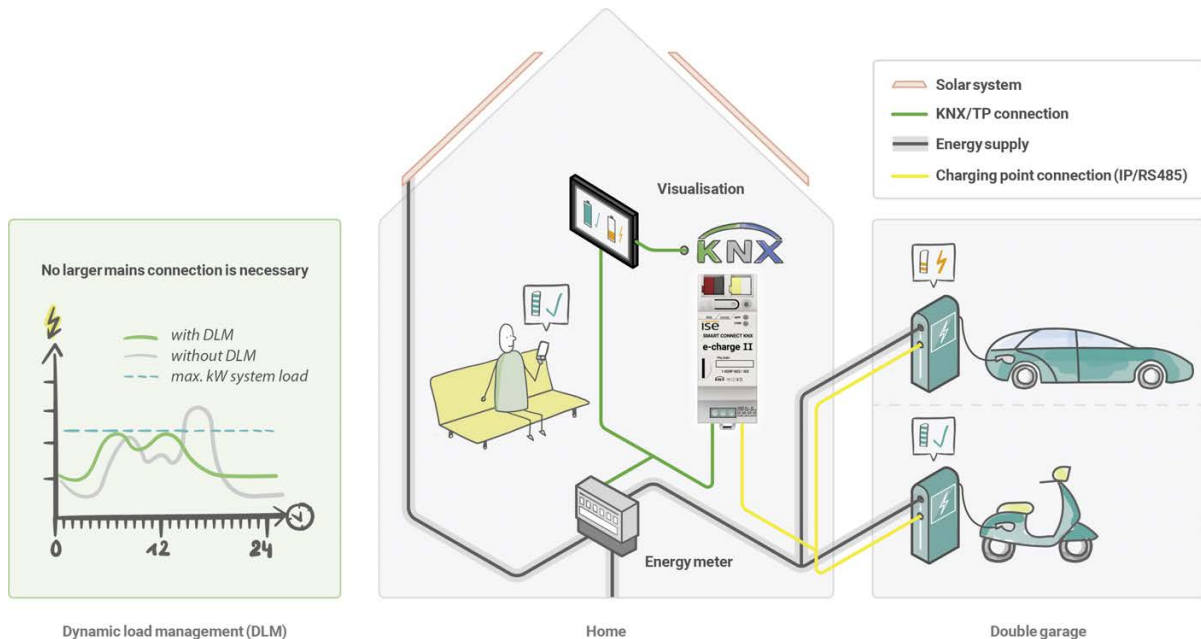 Solar system
KNX/TP connection
Energy supply
Charging point connection (IP/RS485)
Visualisation
KNX
No larger mains connection is necessary
with DLM
without DLM
max. kW system load
0
12
24
ise
SMART CONNECT KNX
e-charge II
Energy meter
Dynamic load management (DLM)
Home
Double garage